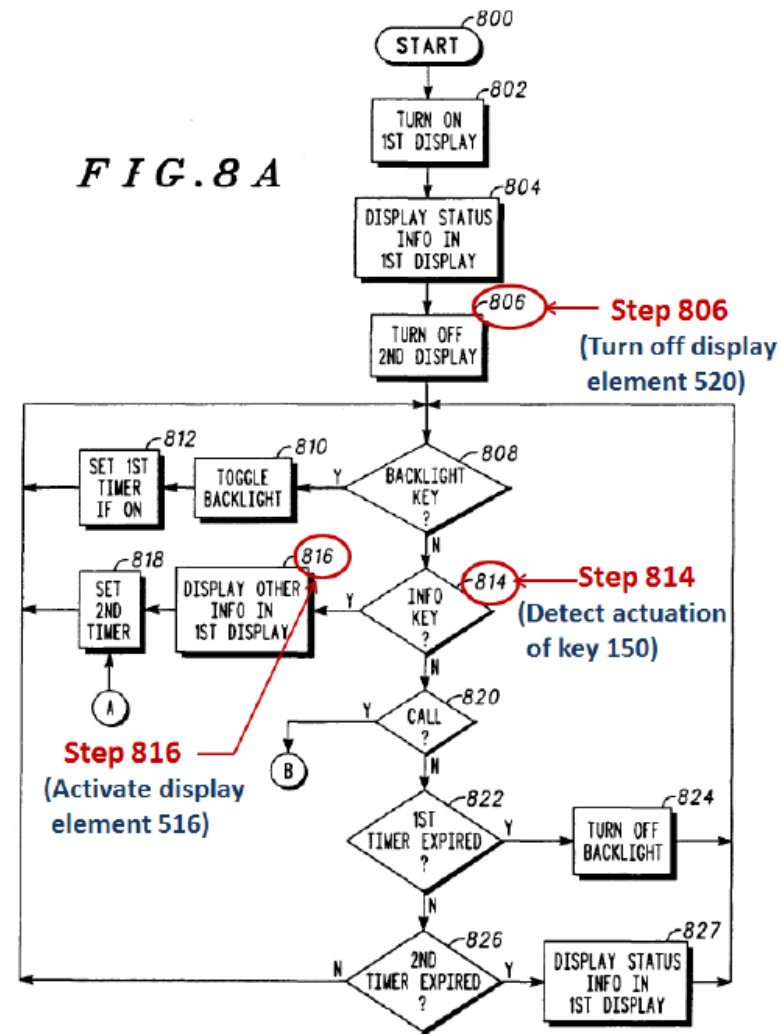 800
START
802
TURN ON
1ST DISPLAY
FIG.8A
804
DISPLAY STATUS
INFO IN
1ST DISPLAY
806
Step 806
TURN OFF
2ND DISPLAY
(Turn off display
element 520)
812
810
808
SET 1ST
TIMER
IF ON
TOGGLE
BACKLIGHT
Y
BACKLIGHT
KEY
?
N
818
816
814
Step 814
SET
2ND
TIMER
DISPLAY OTHER
INFO IN
1ST DISPLAY
Y
INFO
KEY
?
(Detect actuation
of key 150)
N
820
A
Y
CALL
?
Step 816
B
N
(Activate display
element 516)
822
824
1ST
TIMER EXPIRED
?
Y
TURN OFF
BACKLIGHT
N
826
827
N
2ND
TIMER EXPIRED
?
Y
DISPLAY STATUS
INFO IN
1ST DISPLAY